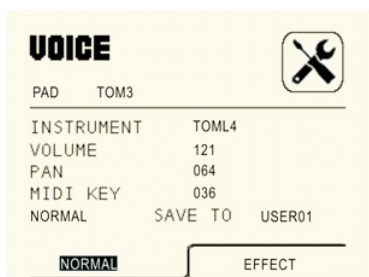 VOICE
PAD TOM3
INSTRUMENT TOML4
VOLUME 121
PAN 064
MIDI KEY 036
NORMAL SAVE TO USER01
NORMAL EFFECT